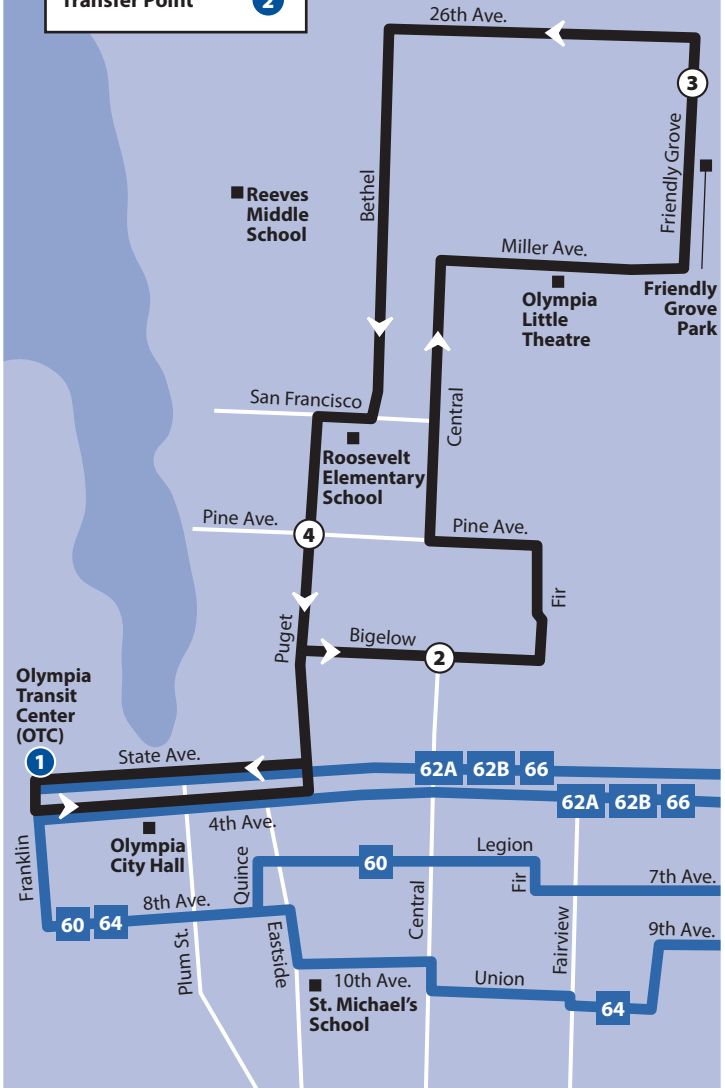 Transfer Point 2
26th Ave.
3
Friendly Grove
Bethel
Reeves
Middle
School
Miller Ave.
Olympia
Little
Theatre
Friendly
Grove
Park
San Francisco
Central
Roosevelt
Elementary
School
Pine Ave.
4
Pine Ave.
Fir
Puget
Bigelow
2
Olympia
Transit
Center
(OTC)
1
State Ave.
62A 62B 66
62A 62B 66
4th Ave.
Olympia
City Hall
Franklin
Quince
60
Legion
Fir
7th Ave.
8th Ave.
60 64
Central
Fairview
9th Ave.
Plum St.
Eastside
10th Ave.
Union
St. Michael's
School
64